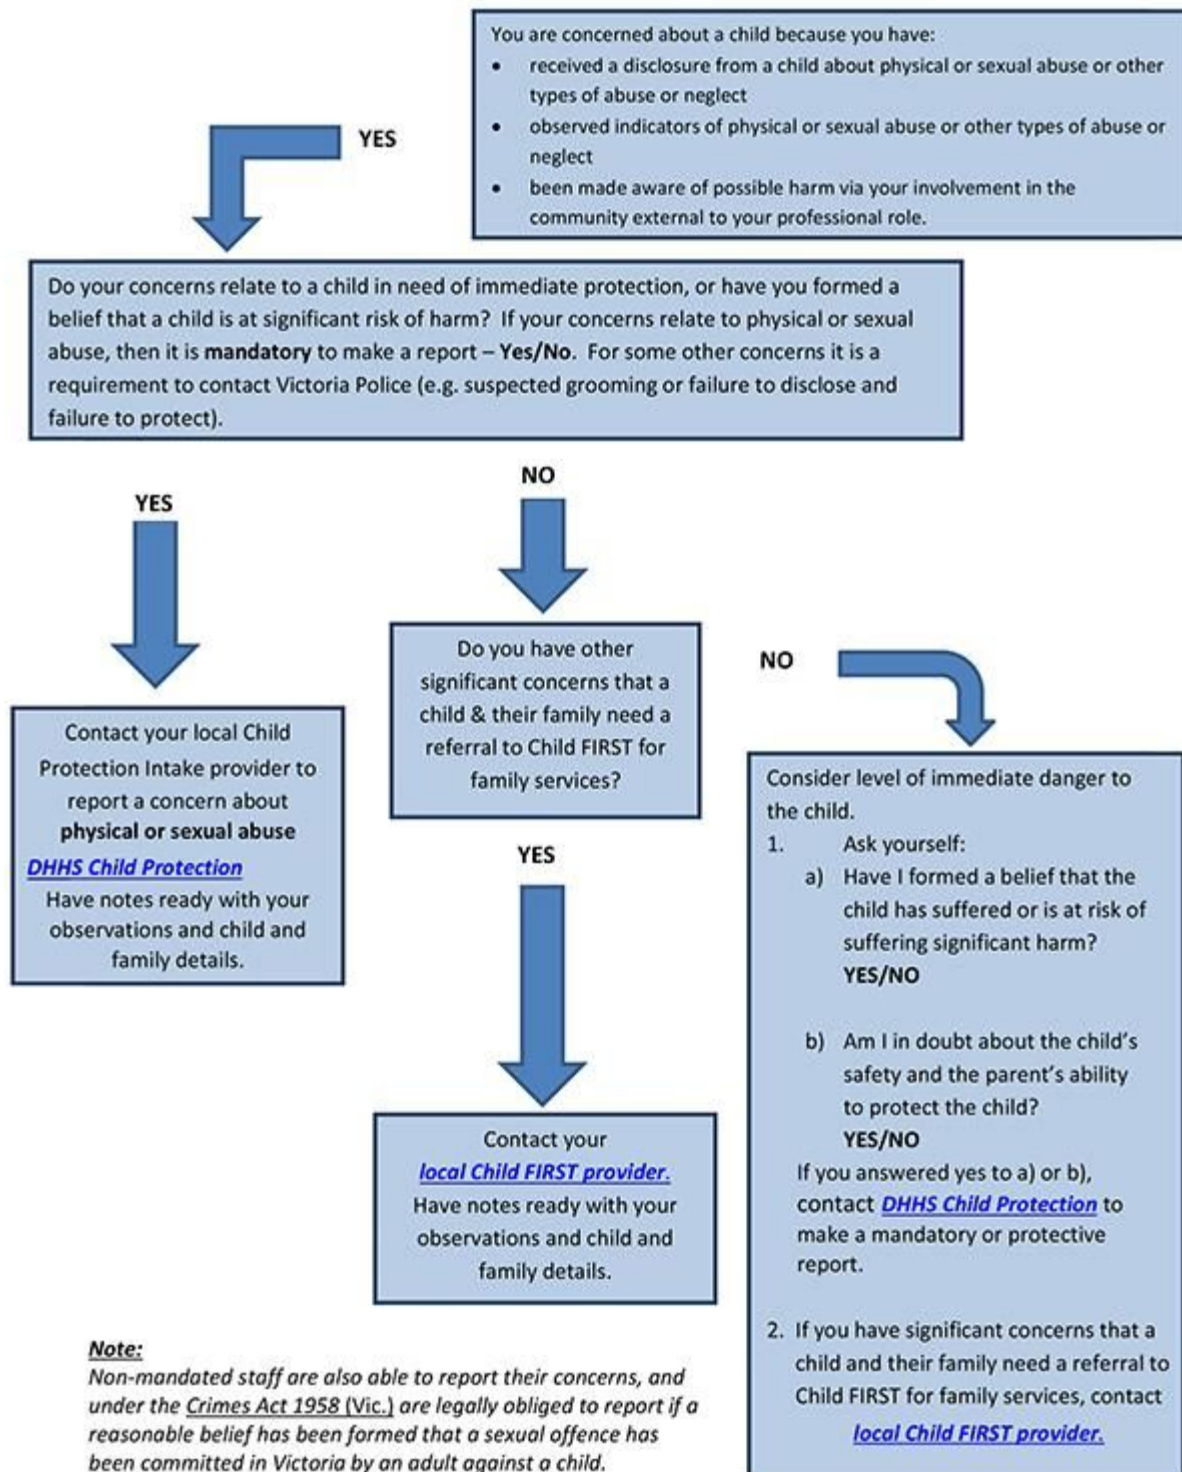 You are concerned about a child because you have:
• received a disclosure from a child about physical or sexual abuse or other
types of abuse or neglect
• observed indicators of physical or sexual abuse or other types of abuse or
neglect
• been made aware of possible harm via your involvement in the
community external to your professional role.
YES
Do your concerns relate to a child in need of immediate protection, or have you formed a
belief that a child is at significant risk of harm? If your concerns relate to physical or sexual
abuse, then it is mandatory to make a report – Yes/No. For some other concerns it is a
requirement to contact Victoria Police (e.g. suspected grooming or failure to disclose and
failure to protect).
YES
NO
Contact your local Child
Protection Intake provider to
report a concern about
physical or sexual abuse
DHHS Child Protection
Have notes ready with your
observations and child and
family details.
Do you have other
significant concerns that a
child & their family need a
referral to Child FIRST for
family services?
NO
YES
Contact your
local Child FIRST provider.
Have notes ready with your
observations and child and
family details.
Consider level of immediate danger to
the child.
1. Ask yourself:
a) Have I formed a belief that the
child has suffered or is at risk of
suffering significant harm?
YES/NO
b) Am I in doubt about the child's
safety and the parent's ability
to protect the child?
YES/NO
If you answered yes to a) or b),
contact DHHS Child Protection to
make a mandatory or protective
report.
2. If you have significant concerns that a
child and their family need a referral to
Child FIRST for family services, contact
local Child FIRST provider.
Note:
Non-mandated staff are also able to report their concerns, and
under the Crimes Act 1958 (Vic.) are legally obliged to report if a
reasonable belief has been formed that a sexual offence has
been committed in Victoria by an adult against a child.